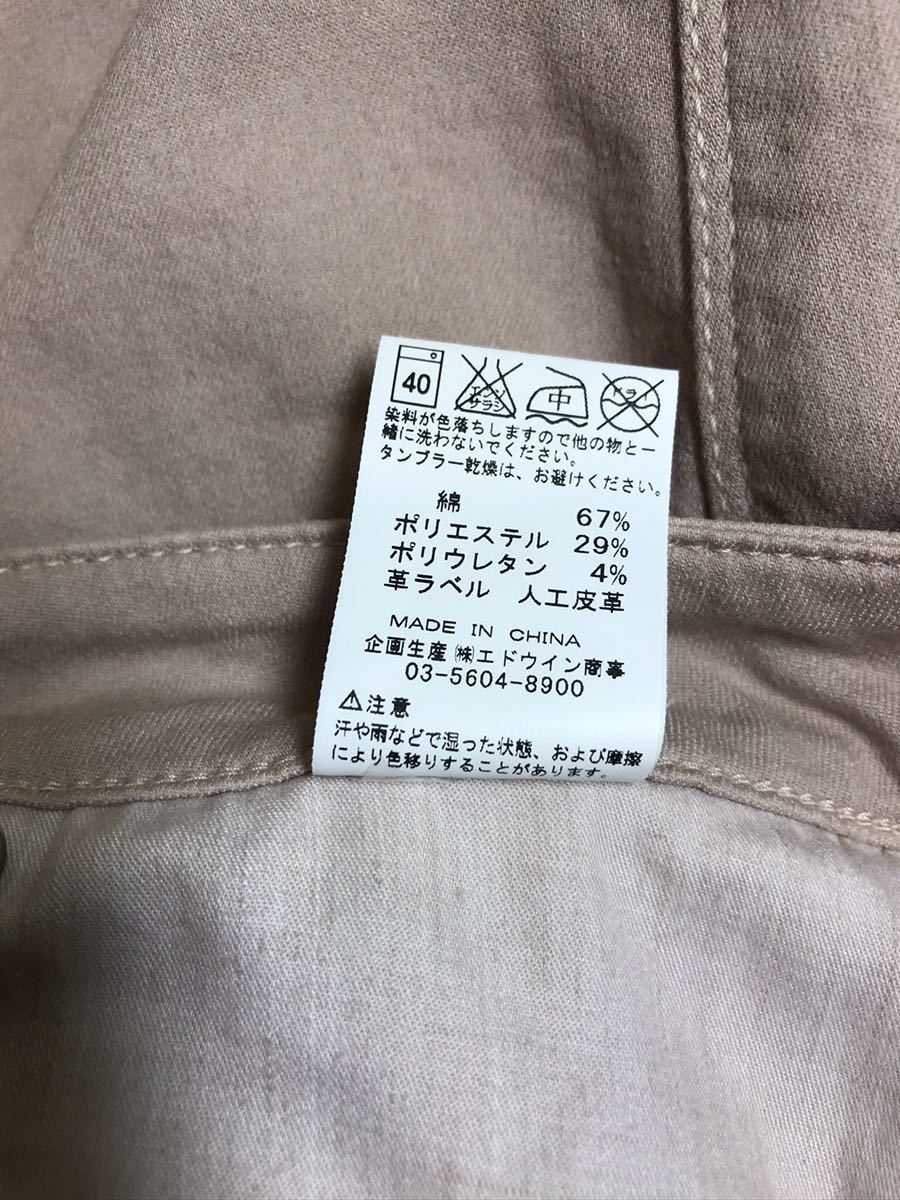 40 エンソ サラシ 中 ドライ
染料が色落ちしますので他の物と一
緒に洗わないでください。
タンブラー乾燥は、お避けください。
綿 67%
ポリエステル 29%
ポリウレタン 4%
革ラベル 人工皮革
MADE IN CHINA
企画生産 ㈱エドウイン商事
03-5604-8900
⚠注意
汗や雨などで湿った状態、および摩擦
により色移りすることがあります。